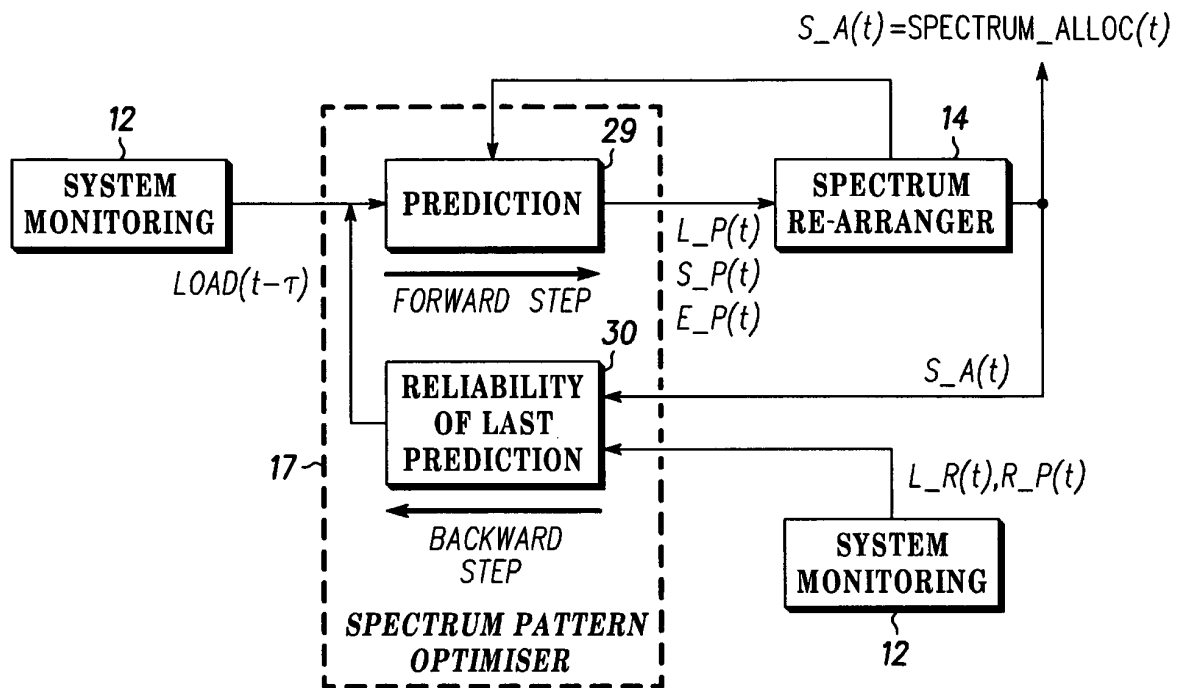 S_A(t)=SPECTRUM_ALLOC(t)
12
SYSTEM
MONITORING
LOAD(t-τ)
29
PREDICTION
FORWARD STEP
L_P(t)
S_P(t)
E_P(t)
14
SPECTRUM
RE-ARRANGER
30
RELIABILITY
OF LAST
PREDICTION
BACKWARD
STEP
17
S_A(t)
L_R(t),R_P(t)
SYSTEM
MONITORING
12
SPECTRUM PATTERN
OPTIMISER